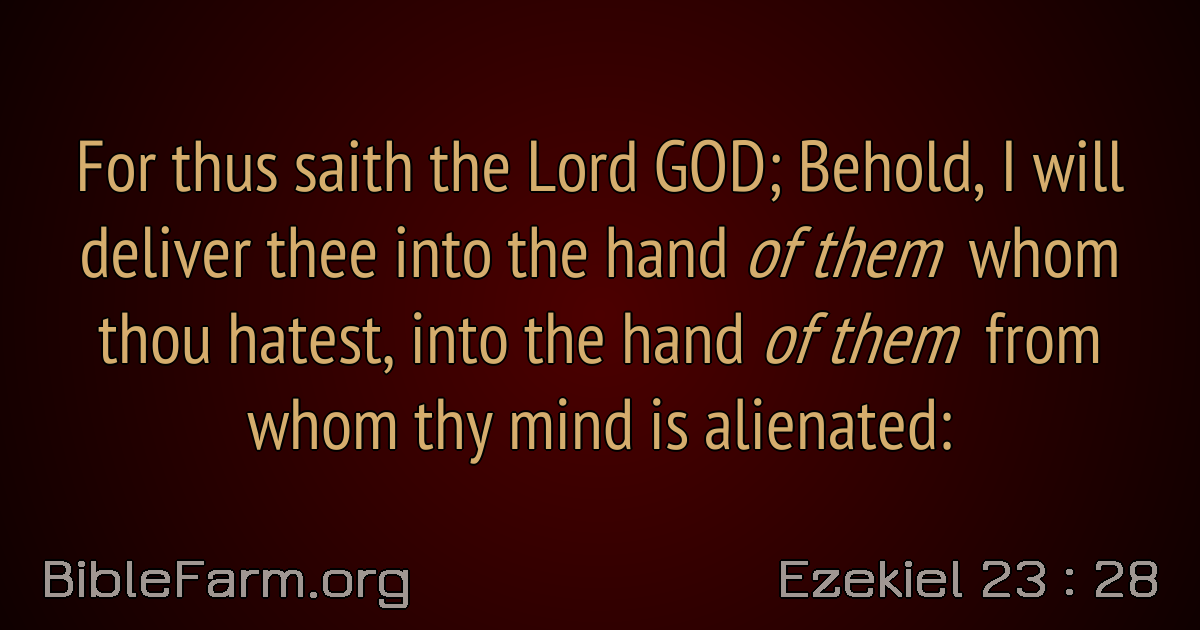 For thus saith the Lord GOD; Behold, I will
deliver thee into the hand of them whom
thou hatest, into the hand of them from
whom thy mind is alienated:
BibleFarm.org
Ezekiel 23 : 28